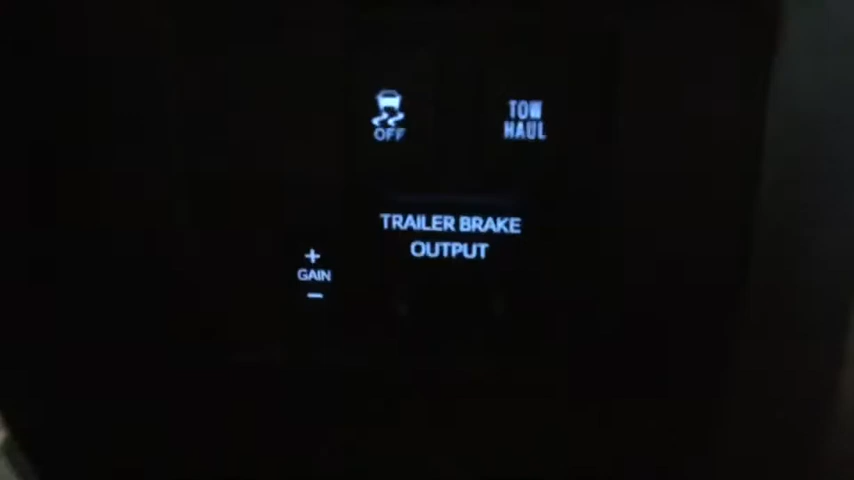 OFF
TOW
HAUL
TRAILER BRAKE
OUTPUT
+
GAIN
-